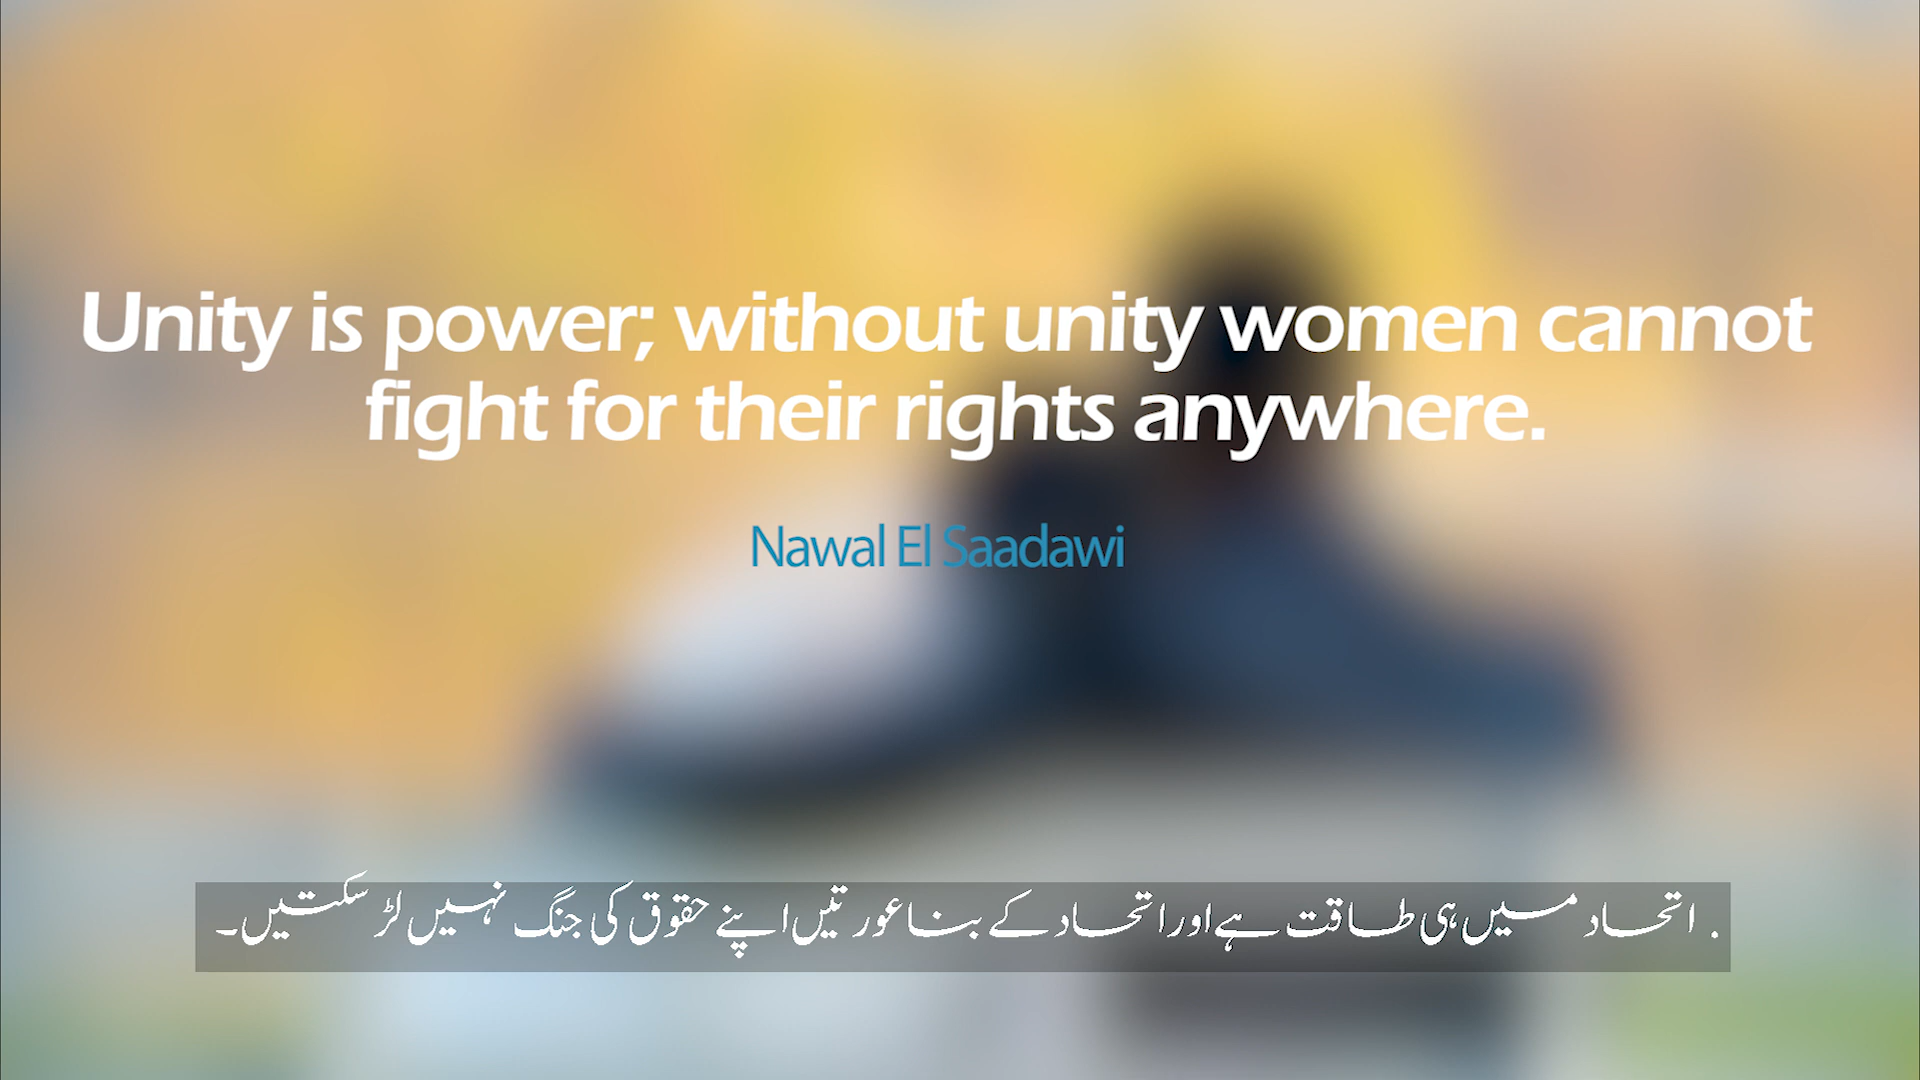 Unity is power; without unity women cannot
fight for their rights anywhere.
Nawal El Saadawi
. اتحاد میں ہی طاقت ہے اور اتحاد کے بنا عورتیں اپنے حقوق کی جنگ نہیں لڑ سکتیں۔